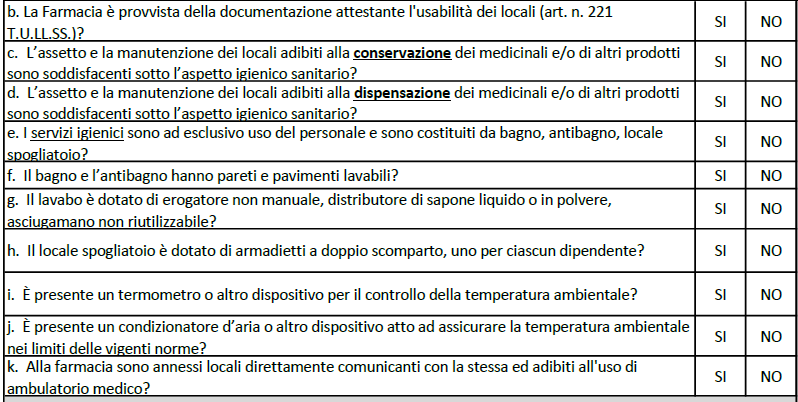 b. La Farmacia è provvista della documentazione attestante l'usabilità dei locali (art. n. 221
T.U.LL.SS.)?
SI NO
c.  L’assetto e la manutenzione dei locali adibiti alla conservazione dei medicinali e/o di altri prodotti
sono soddisfacenti sotto l’aspetto igienico sanitario?
SI NO
d.  L’assetto e la manutenzione dei locali adibiti alla dispensazione dei medicinali e/o di altri prodotti
sono soddisfacenti sotto l’aspetto igienico sanitario?
SI NO
e. I servizi igienici sono ad esclusivo uso del personale e sono costituiti da bagno, antibagno, locale
spogliatoio?
SI NO
f.  Il bagno e l’antibagno hanno pareti e pavimenti lavabili?
SI NO
g.  Il lavabo è dotato di erogatore non manuale, distributore di sapone liquido o in polvere,
asciugamano non riutilizzabile?
SI NO
h.  Il locale spogliatoio è dotato di armadietti a doppio scomparto, uno per ciascun dipendente?
SI NO
i.  È presente un termometro o altro dispositivo per il controllo della temperatura ambientale?
SI NO
j.  È presente un condizionatore d’aria o altro dispositivo atto ad assicurare la temperatura ambientale
nei limiti delle vigenti norme?
SI NO
k.  Alla farmacia sono annessi locali direttamente comunicanti con la stessa ed adibiti all'uso di
ambulatorio medico?
SI NO